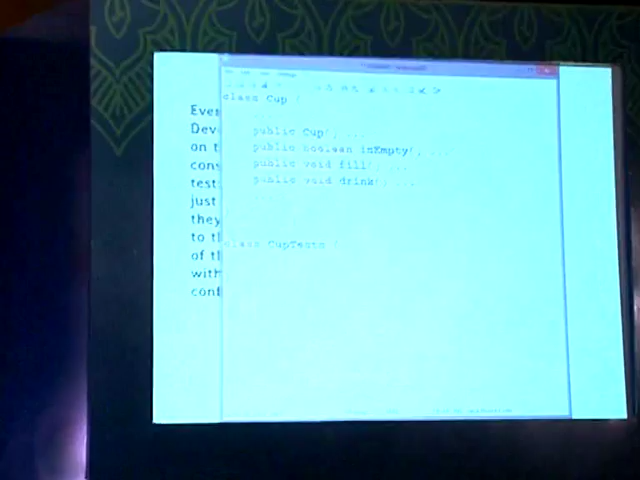 Ever
Dev
on t
cons
test
just
they
to th
of th
with
conf
class Cup {
...
public Cup() ...
public boolean isEmpty() ...
public void fill() ...
public void drink() ...
...
class CupTests {